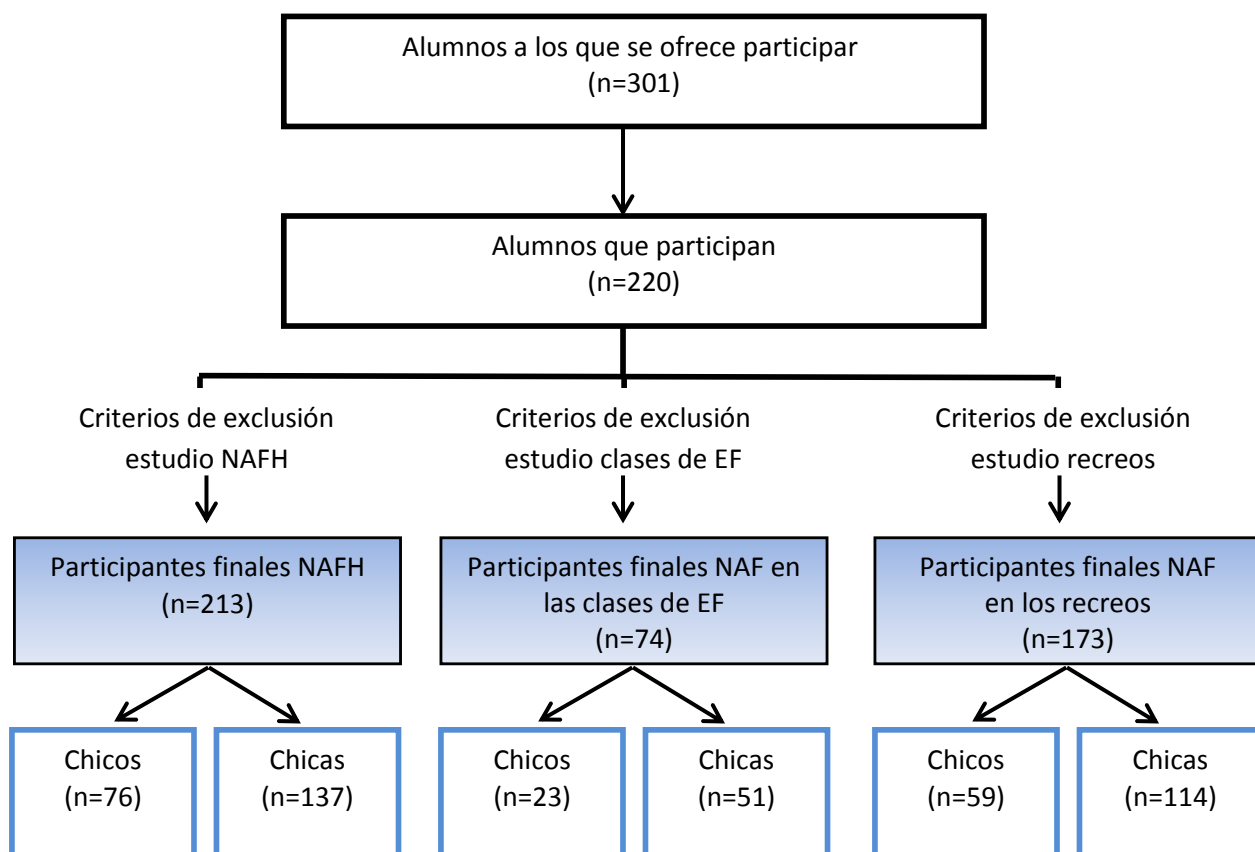 Alumnos a los que se ofrece participar
(n=301)
Alumnos que participan
(n=220)
Criterios de exclusión
estudio NAFH
Criterios de exclusión
estudio clases de EF
Criterios de exclusión
estudio recreos
Participantes finales NAFH
(n=213)
Participantes finales NAF en
las clases de EF
(n=74)
Participantes finales NAF
en los recreos
(n=173)
Chicos
(n=76)
Chicas
(n=137)
Chicos
(n=23)
Chicas
(n=51)
Chicos
(n=59)
Chicas
(n=114)